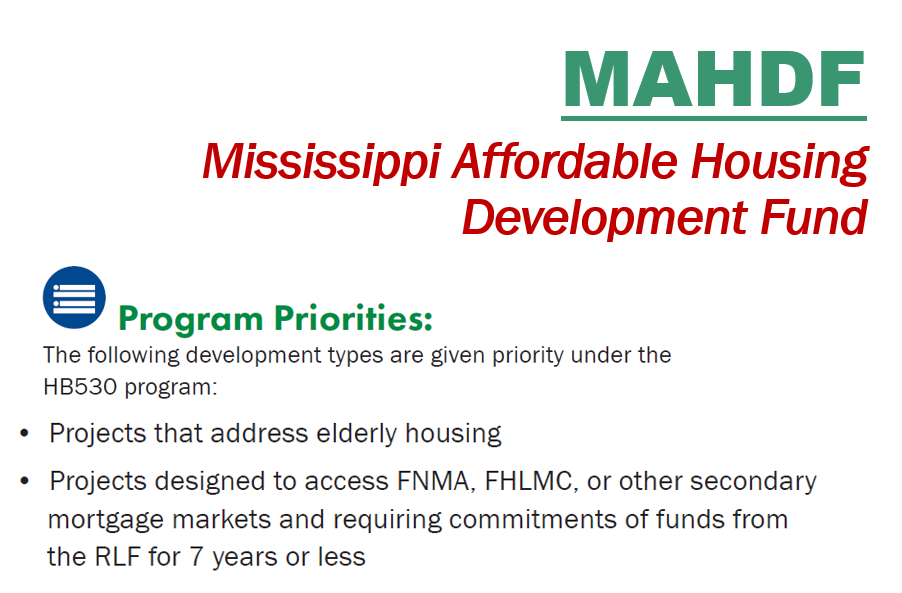 MAHDF
Mississippi Affordable Housing
Development Fund
Program Priorities:
The following development types are given priority under the
HB530 program:
• Projects that address elderly housing
• Projects designed to access FNMA, FHLMC, or other secondary
mortgage markets and requiring commitments of funds from
the RLF for 7 years or less